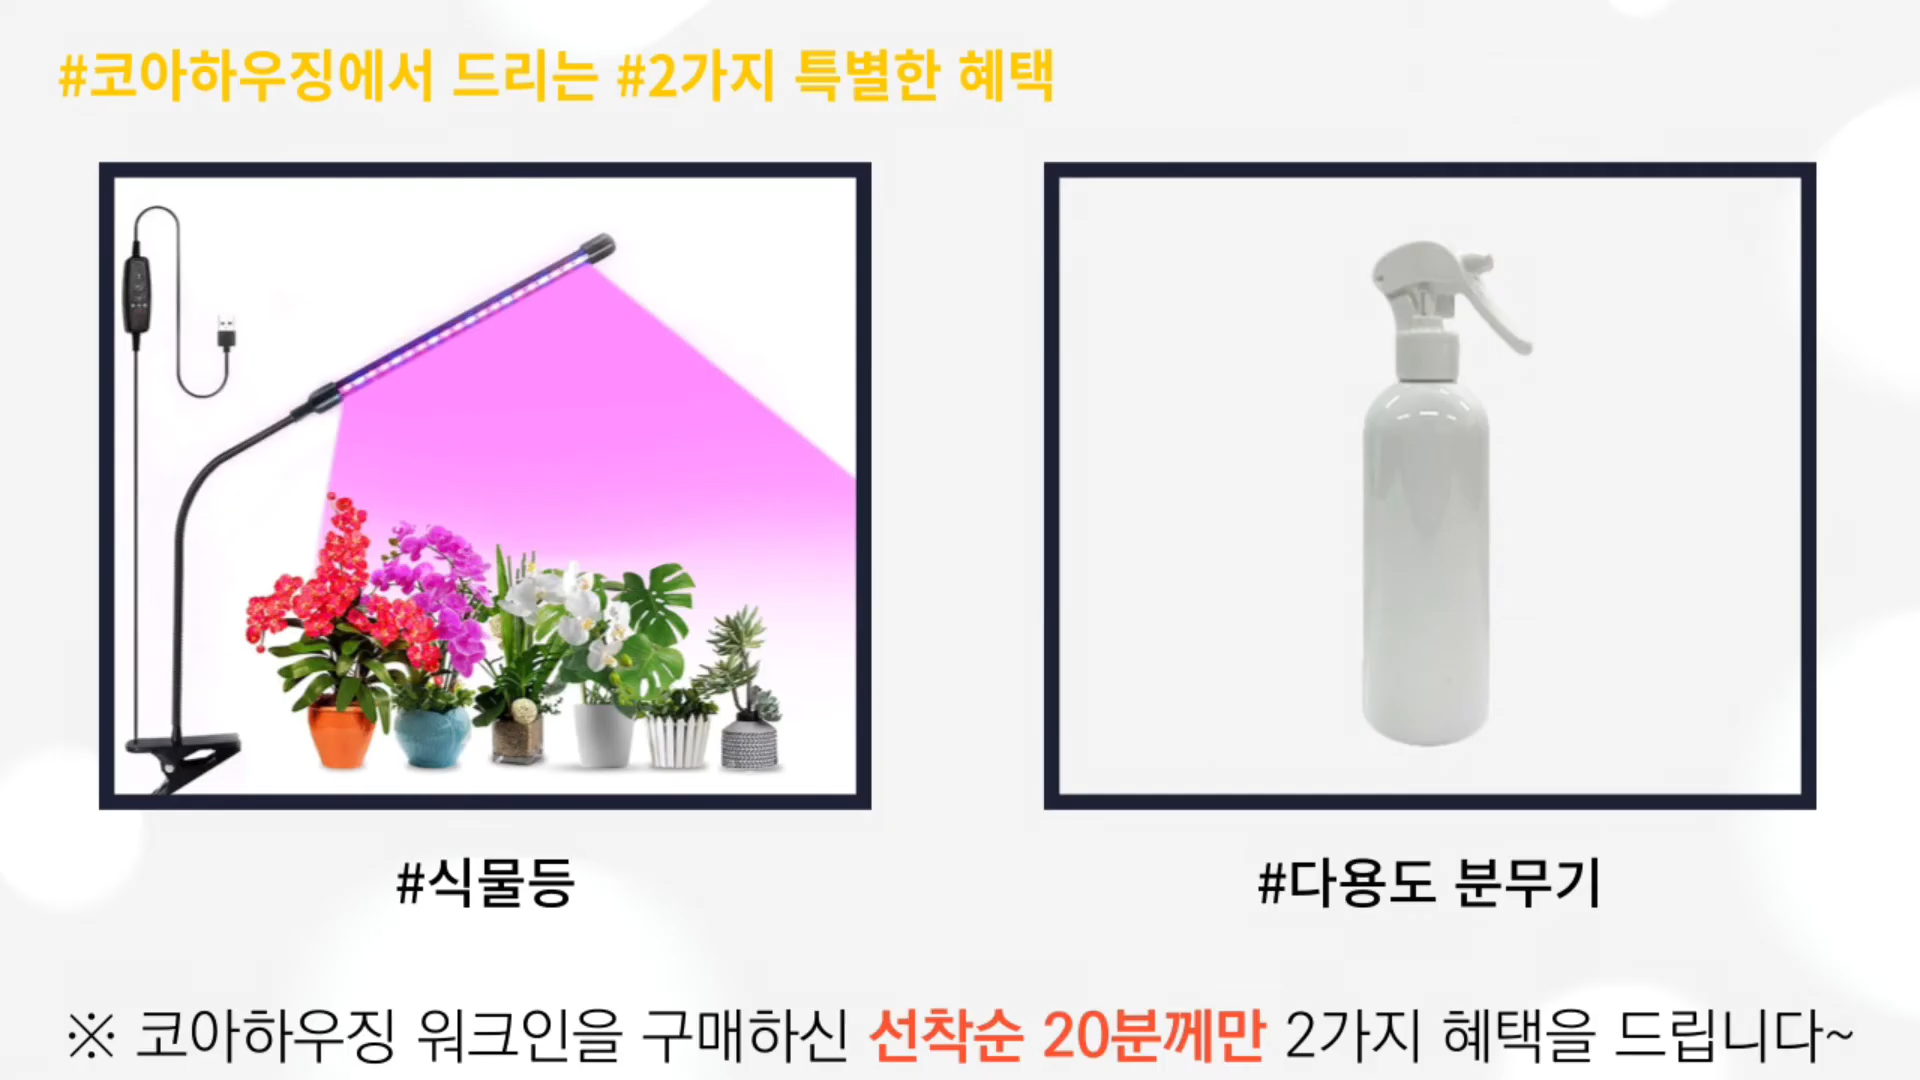 #코아하우징에서 드리는 #2가지 특별한 혜택
#식물등
#다용도 분무기
※ 코아하우징 워크인을 구매하신 선착순 20분께만 2가지 혜택을 드립니다~